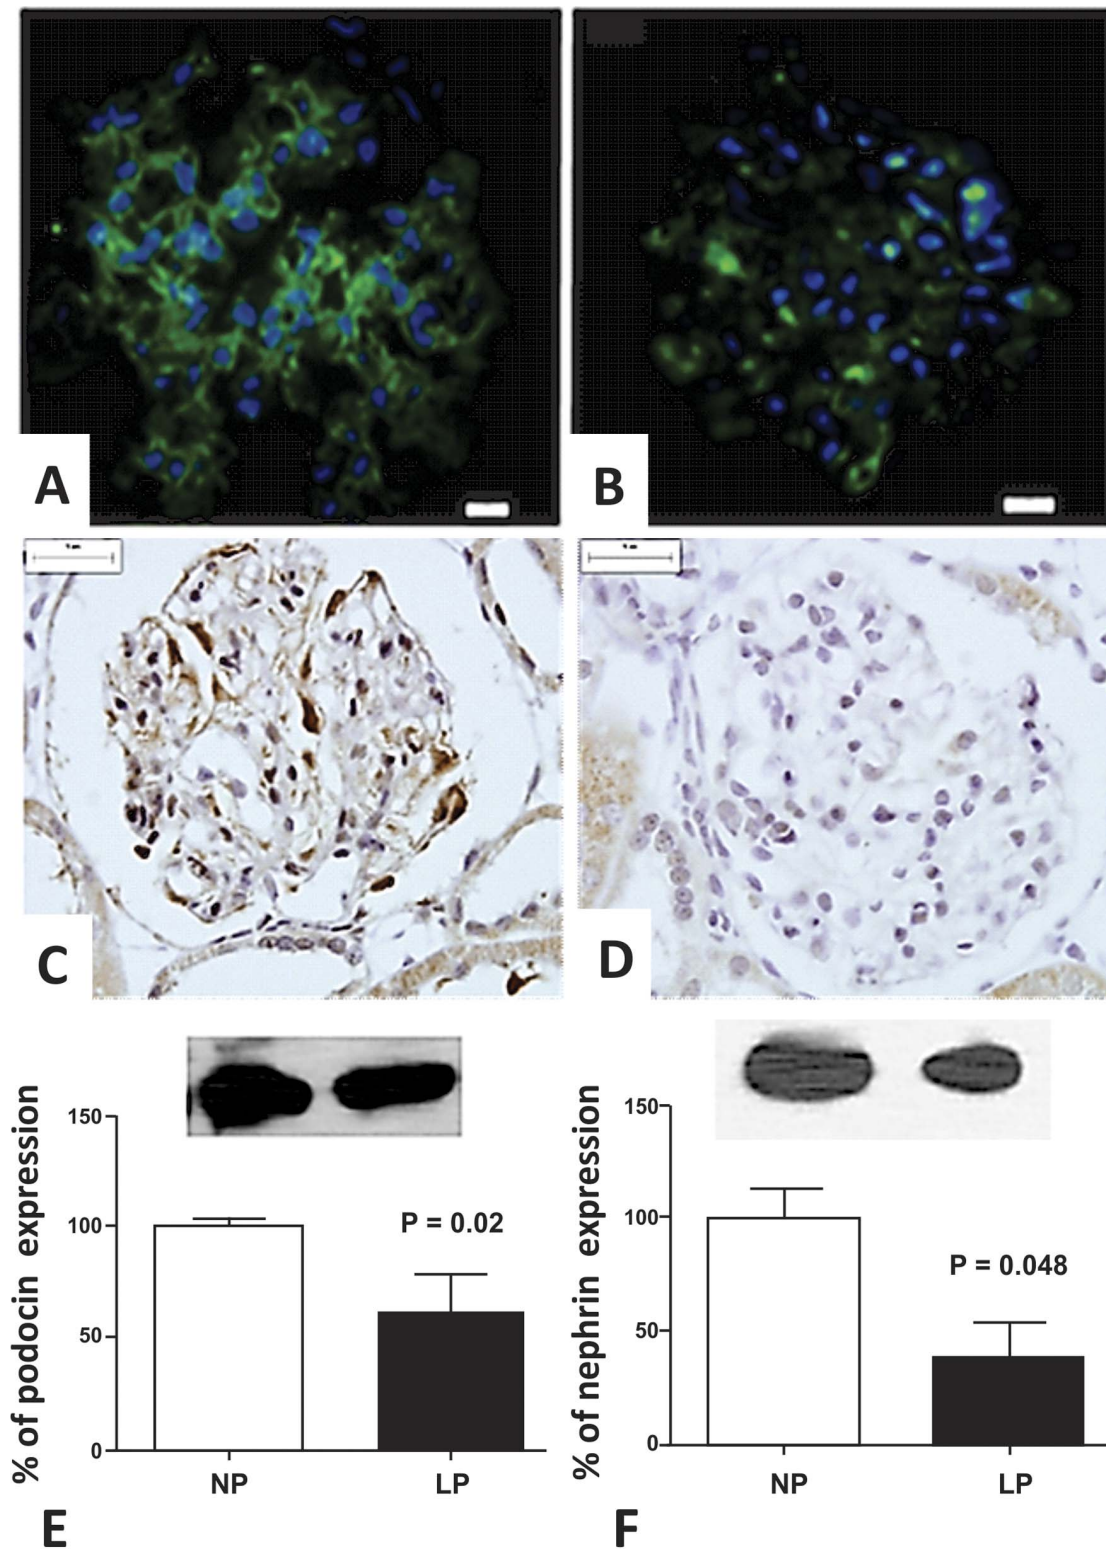 A
B
C
D
% of podocin expression
150
100
50
0
P = 0.02
NP
LP
E
% of nephrin expression
150
100
50
0
P = 0.048
NP
LP
F